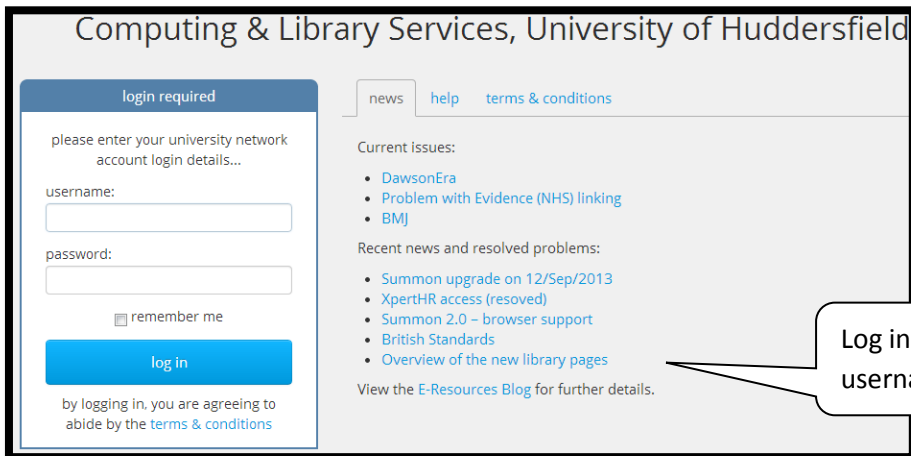 Computing & Library Services, University of Huddersfield
login required
please enter your university network
account login details...
username:
password:
remember me
log in
by logging in, you are agreeing to
abide by the terms & conditions
news help terms & conditions
Current issues:
• DawsonEra
• Problem with Evidence (NHS) linking
• BMJ
Recent news and resolved problems:
• Summon upgrade on 12/Sep/2013
• XpertHR access (resoved)
• Summon 2.0 – browser support
• British Standards
• Overview of the new library pages
View the E-Resources Blog for further details.
Log in